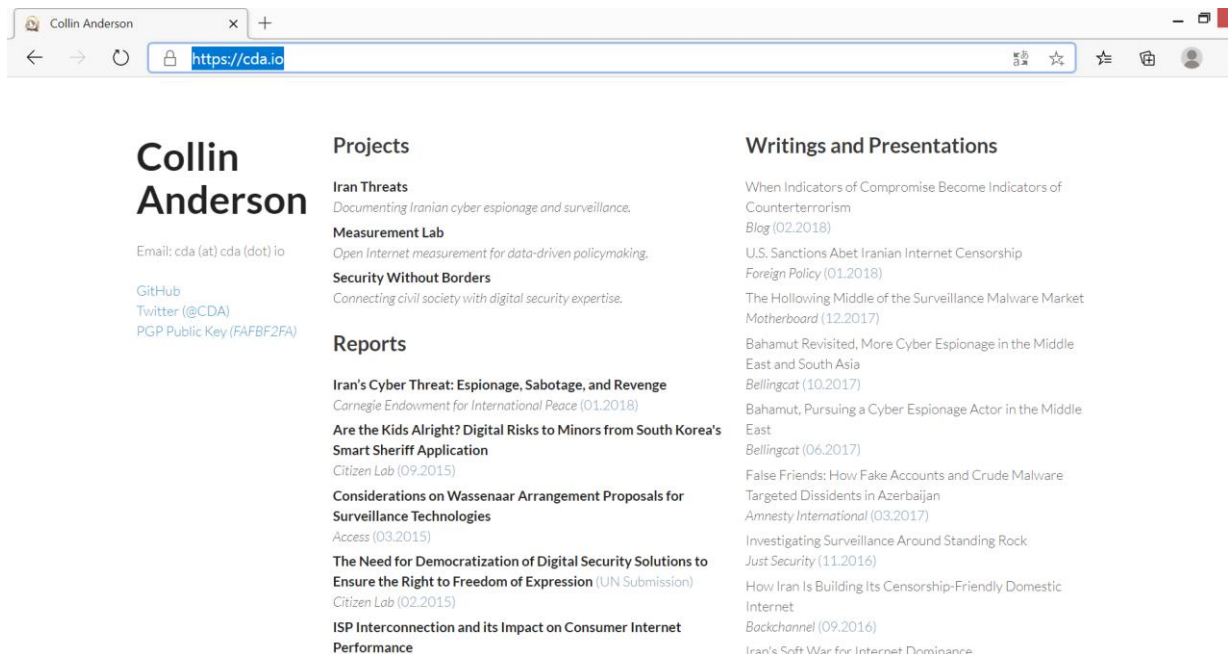 Collin Anderson
https://cda.io
Collin
Anderson
Email: cda (at) cda (dot) io
GitHub
Twitter (@CDA)
PGP Public Key (FAFBF2FA)
Projects
Iran Threats
Documenting Iranian cyber espionage and surveillance.
Measurement Lab
Open Internet measurement for data-driven policymaking.
Security Without Borders
Connecting civil society with digital security expertise.
Reports
Iran's Cyber Threat: Espionage, Sabotage, and Revenge
Carnegie Endowment for International Peace (01.2018)
Are the Kids Alright? Digital Risks to Minors from South Korea's
Smart Sheriff Application
Citizen Lab (09.2015)
Considerations on Wassenaar Arrangement Proposals for
Surveillance Technologies
Access (03.2015)
The Need for Democratization of Digital Security Solutions to
Ensure the Right to Freedom of Expression (UN Submission)
Citizen Lab (02.2015)
ISP Interconnection and its Impact on Consumer Internet
Performance
Writings and Presentations
When Indicators of Compromise Become Indicators of
Counterterrorism
Blog (02.2018)
U.S. Sanctions Abet Iranian Internet Censorship
Foreign Policy (01.2018)
The Hollowing Middle of the Surveillance Malware Market
Motherboard (12.2017)
Bahamut Revisited, More Cyber Espionage in the Middle
East and South Asia
Bellingcat (10.2017)
Bahamut, Pursuing a Cyber Espionage Actor in the Middle
East
Bellingcat (06.2017)
False Friends: How Fake Accounts and Crude Malware
Targeted Dissidents in Azerbaijan
Amnesty International (03.2017)
Investigating Surveillance Around Standing Rock
Just Security (11.2016)
How Iran Is Building Its Censorship-Friendly Domestic
Internet
Backchannel (09.2016)
Iran's Soft War for Internet Dominance